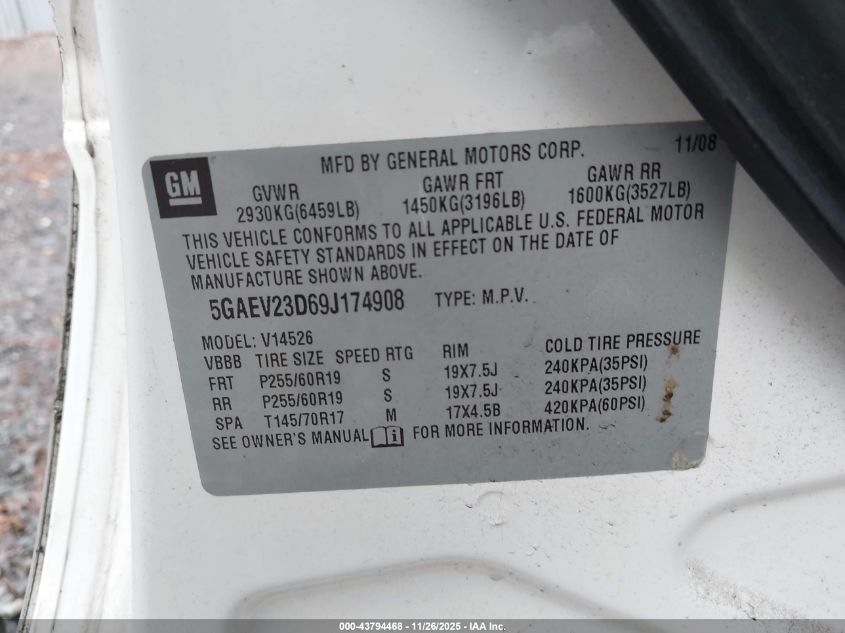 GM
MFD BY GENERAL MOTORS CORP. 11/08
GVWR GAWR FRT GAWR RR
2930KG(6459LB) 1450KG(3196LB) 1600KG(3527LB)
THIS VEHICLE CONFORMS TO ALL APPLICABLE U.S. FEDERAL MOTOR
VEHICLE SAFETY STANDARDS IN EFFECT ON THE DATE OF
MANUFACTURE SHOWN ABOVE.
5GAEV23D69J174908 TYPE: M.P.V.
MODEL: V14526
VBBB TIRE SIZE SPEED RTG RIM COLD TIRE PRESSURE
FRT P255/60R19 S 19X7.5J 240KPA(35PSI)
RR P255/60R19 S 19X7.5J 240KPA(35PSI)
SPA T145/70R17 M 17X4.5B 420KPA(60PSI)
SEE OWNER'S MANUAL i FOR MORE INFORMATION.
000-43794468 - 11/26/2025 - IAA Inc.